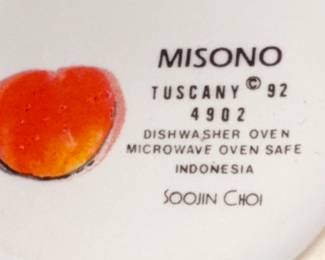 MISONO
TUSCANY © 92
4902
DISHWASHER OVEN
MICROWAVE OVEN SAFE
INDONESIA
SOOJIN CHOI